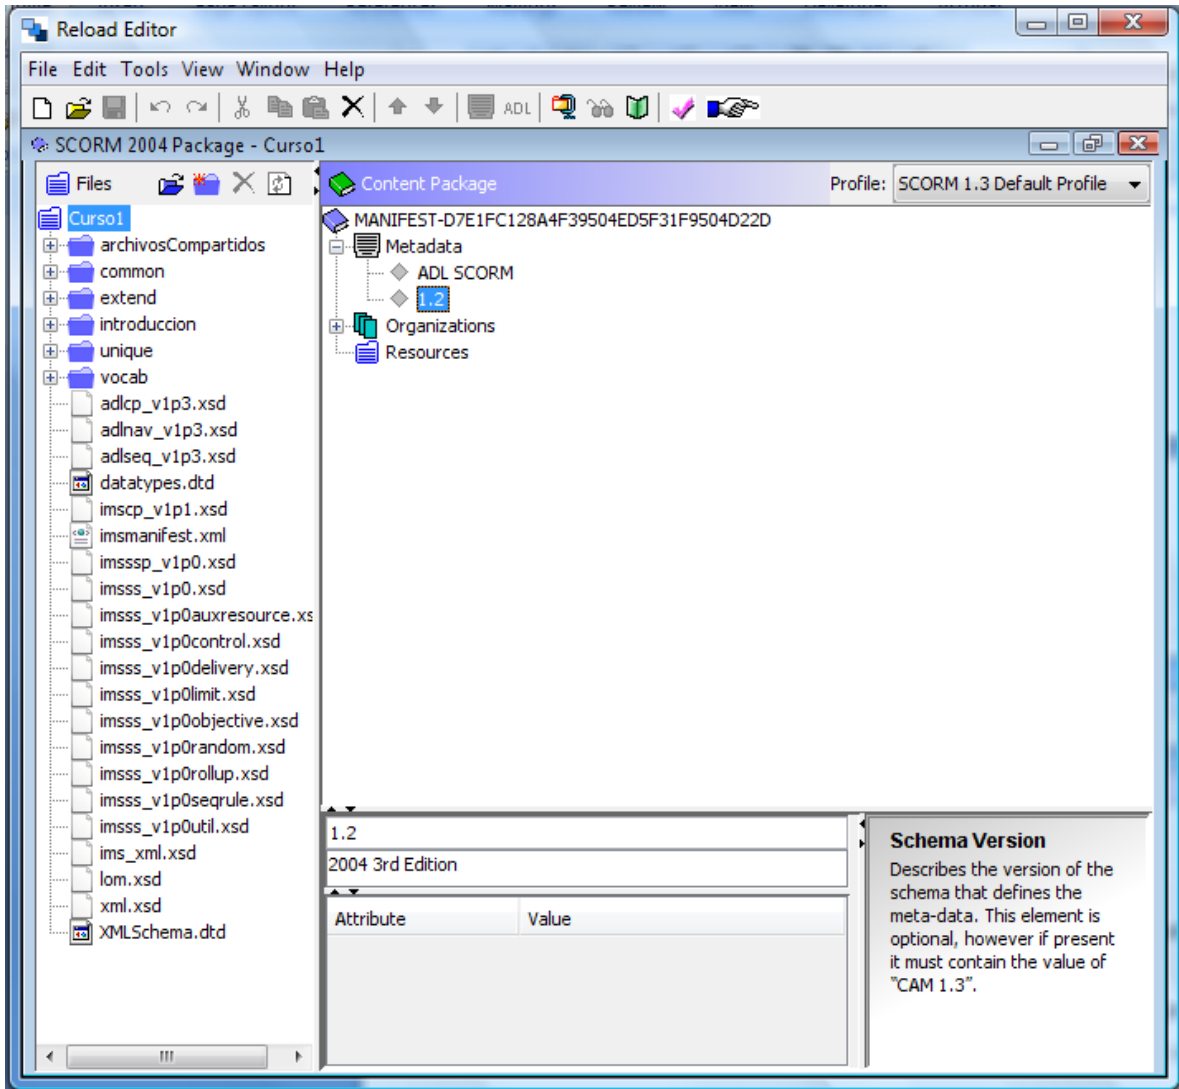 Reload Editor
File Edit Tools View Window Help
ADL
SCORM 2004 Package - Curso1
Files
Content Package
Profile: SCORM 1.3 Default Profile
Curso1
archivosCompartidos
common
extend
introduccion
unique
vocab
adlcp_v1p3.xsd
adlnav_v1p3.xsd
adlseq_v1p3.xsd
datatypes.dtd
imscp_v1p1.xsd
imsmanifest.xml
imsssp_v1p0.xsd
imsss_v1p0.xsd
imsss_v1p0auxresource.xs
imsss_v1p0control.xsd
imsss_v1p0delivery.xsd
imsss_v1p0limit.xsd
imsss_v1p0objective.xsd
imsss_v1p0random.xsd
imsss_v1p0rollup.xsd
imsss_v1p0seqrule.xsd
imsss_v1p0util.xsd
ims_xml.xsd
lom.xsd
xml.xsd
XMLSchema.dtd
MANIFEST-D7E1FC128A4F39504ED5F31F9504D22D
Metadata
ADL SCORM
1.2
Organizations
Resources
1.2
2004 3rd Edition
Attribute Value
Schema Version
Describes the version of the
schema that defines the
meta-data. This element is
optional, however if present
it must contain the value of
"CAM 1.3".